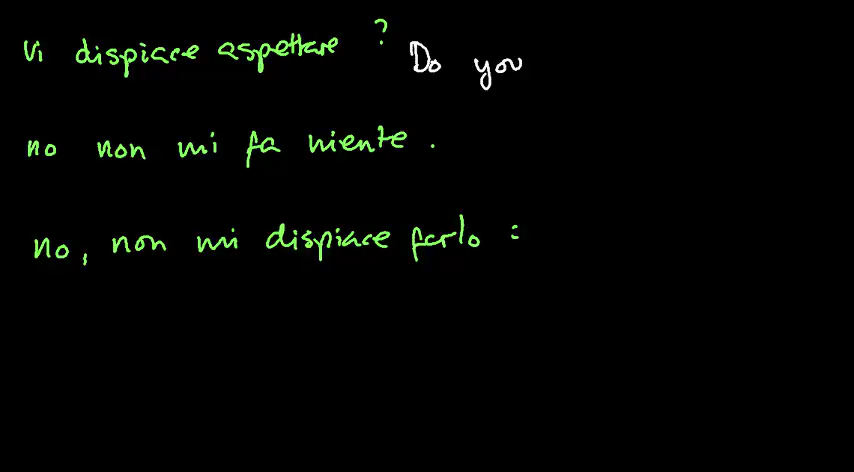 Vi dispiace aspettare ? Do you
no non mi fa niente .
no, non mi dispiace farlo :